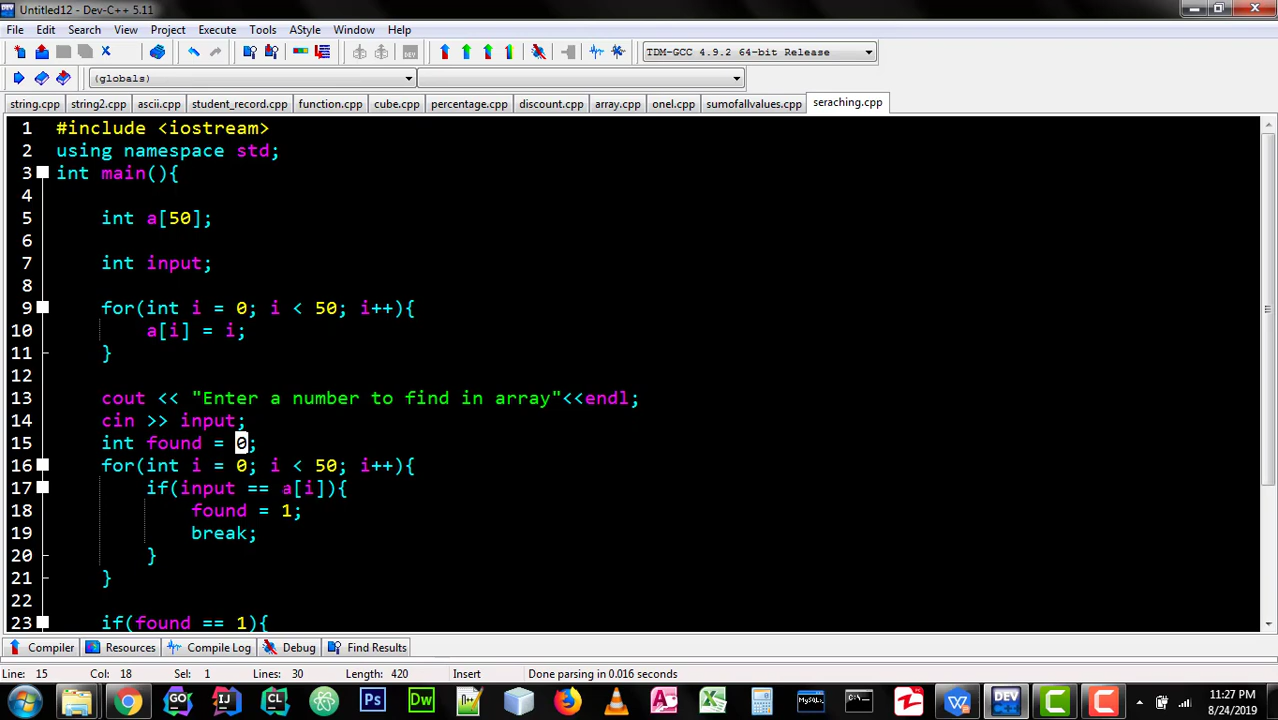 Untitled12 - Dev-C++ 5.11
File Edit Search View Project Execute Tools AStyle Window Help
TDM-GCC 4.9.2 64-bit Release
(globals)
string.cpp string2.cpp ascii.cpp student_record.cpp function.cpp cube.cpp percentage.cpp discount.cpp array.cpp onel.cpp sumofallvalues.cpp seraching.cpp
1 #include <iostream>
2 using namespace std;
3 int main(){
4
5 int a[50];
6
7 int input;
8
9 for(int i = 0; i < 50; i++){
10 a[i] = i;
11 }
12
13 cout << "Enter a number to find in array"<<endl;
14 cin >> input;
15 int found = 0;
16 for(int i = 0; i < 50; i++){
17 if(input == a[i]){
18 found = 1;
19 break;
20 }
21 }
22
23 if(found == 1){
Compiler Resources Compile Log Debug Find Results
Line: 15 Col: 18 Sel: 1 Lines: 30 Length: 420 Insert Done parsing in 0.016 seconds
11:27 PM
8/24/2019